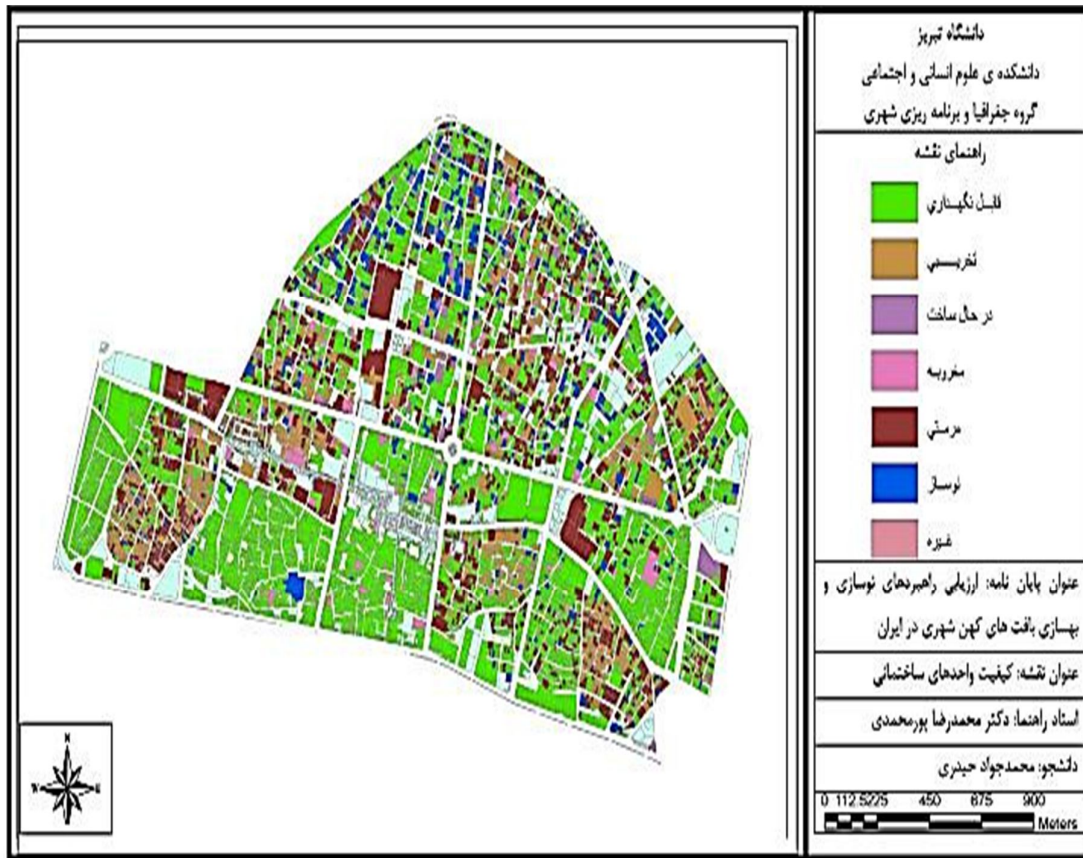 دانشگاه تبریز
دانشکده ی علوم انسانی و اجتماعی
گروه جغرافیا و برنامه ریزی شهری
راهنمای نقشه
قابل نگهداری
تخریبی
در حال ساخت
مخروبه
مرمتی
نوساز
غیره
عنوان پایان نامه: ارزیابی راهبردهای نوسازی و
بهسازی بافت های کهن شهری در ایران
عنوان نقشه: کیفیت واحدهای ساختمانی
استاد راهنما: دکتر محمدرضا پورمحمدی
دانشجو: محمدجواد حیدری
0 112.5225 450 675 900
Meters
N
W E
S